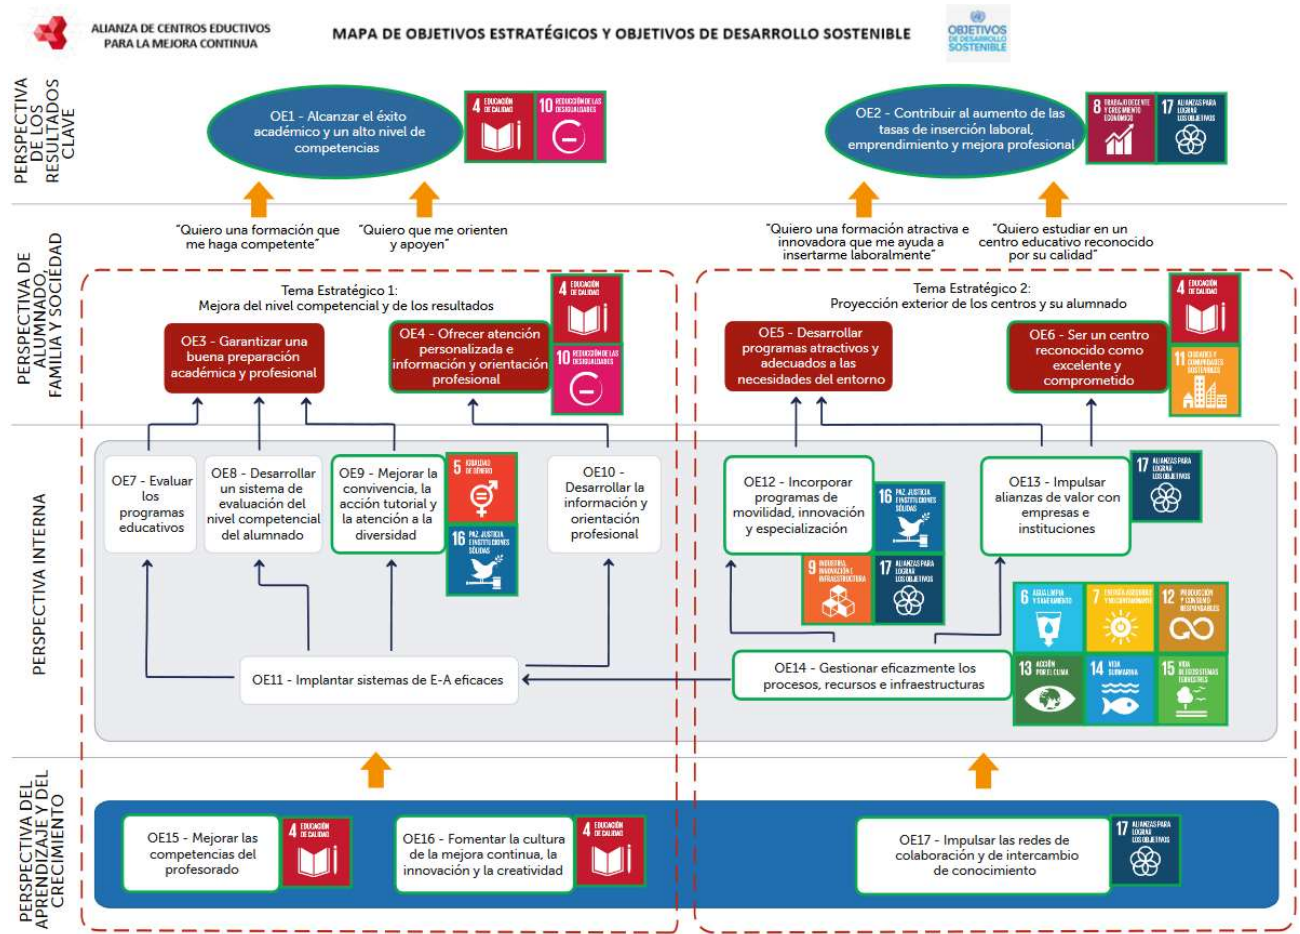 ALIANZA DE CENTROS EDUCTIVOS
PARA LA MEJORA CONTINUA
MAPA DE OBJETIVOS ESTRATÉGICOS Y OBJETIVOS DE DESARROLLO SOSTENIBLE
OBJETIVOS
DE DESARROLLO
SOSTENIBLE
PERSPECTIVA
DE LOS
RESULTADOS
CLAVE
OE1 - Alcanzar el éxito
académico y un alto nivel de
competencias
4 EDUCACIÓN
DE CALIDAD
10 REDUCCIÓN DE LAS
DESIGUALDADES
OE2 - Contribuir al aumento de las
tasas de inserción laboral,
emprendimiento y mejora profesional
8 TRABAJO DECENTE
Y CRECIMIENTO
ECONÓMICO
17 ALIANZAS PARA
LOGRAR
LOS OBJETIVOS
PERSPECTIVA DE
ALUMNADO,
FAMILIA Y SOCIEDAD
“Quiero una formación que
me haga competente”
“Quiero que me orienten
y apoyen”
“Quiero una formación atractiva e
innovadora que me ayuda a
insertarme laboralmente”
“Quiero estudiar en un
centro educativo reconocido
por su calidad”
Tema Estratégico 1:
Mejora del nivel competencial y de los resultados
OE3 - Garantizar una
buena preparación
académica y profesional
OE4 - Ofrecer atención
personalizada e
información y orientación
profesional
4 EDUCACIÓN
DE CALIDAD
10 REDUCCIÓN DE LAS
DESIGUALDADES
Tema Estratégico 2:
Proyección exterior de los centros y su alumnado
OE5 - Desarrollar
programas atractivos y
adecuados a las
necesidades del entorno
OE6 - Ser un centro
reconocido como
excelente y
comprometido
4 EDUCACIÓN
DE CALIDAD
11 CIUDADES Y
COMUNIDADES
SOSTENIBLES
PERSPECTIVA INTERNA
OE7 - Evaluar
los
programas
educativos
OE8 - Desarrollar
un sistema de
evaluación del
nivel competencial
del alumnado
OE9 - Mejorar la
convivencia, la
acción tutorial y
la atención a la
diversidad
5 IGUALDAD
DE GÉNERO
16 PAZ, JUSTICIA
E INSTITUCIONES
SÓLIDAS
OE10 -
Desarrollar la
información y
orientación
profesional
OE12 - Incorporar
programas de
movilidad, innovación
y especialización
16 PAZ, JUSTICIA
E INSTITUCIONES
SÓLIDAS
9 INDUSTRIA,
INNOVACIÓN E
INFRAESTRUCTURA
17 ALIANZAS PARA
LOGRAR
LOS OBJETIVOS
OE13 - Impulsar
alianzas de valor con
empresas e
instituciones
17 ALIANZAS PARA
LOGRAR
LOS OBJETIVOS
OE11 - Implantar sistemas de E-A eficaces
OE14 - Gestionar eficazmente los
procesos, recursos e infraestructuras
6 AGUA LIMPIA
Y SANEAMIENTO
7 ENERGÍA ASEQUIBLE
Y NO CONTAMINANTE
12 PRODUCCIÓN
Y CONSUMO
RESPONSABLES
13 ACCIÓN
POR EL CLIMA
14 VIDA
SUBMARINA
15 VIDA
DE ECOSISTEMAS
TERRESTRES
PERSPECTIVA DEL
APRENDIZAJE Y DEL
CRECIMIENTO
OE15 - Mejorar las
competencias del
profesorado
4 EDUCACIÓN
DE CALIDAD
OE16 - Fomentar la cultura
de la mejora continua, la
innovación y la creatividad
4 EDUCACIÓN
DE CALIDAD
OE17 - Impulsar las redes de
colaboración y de intercambio
de conocimiento
17 ALIANZAS PARA
LOGRAR
LOS OBJETIVOS